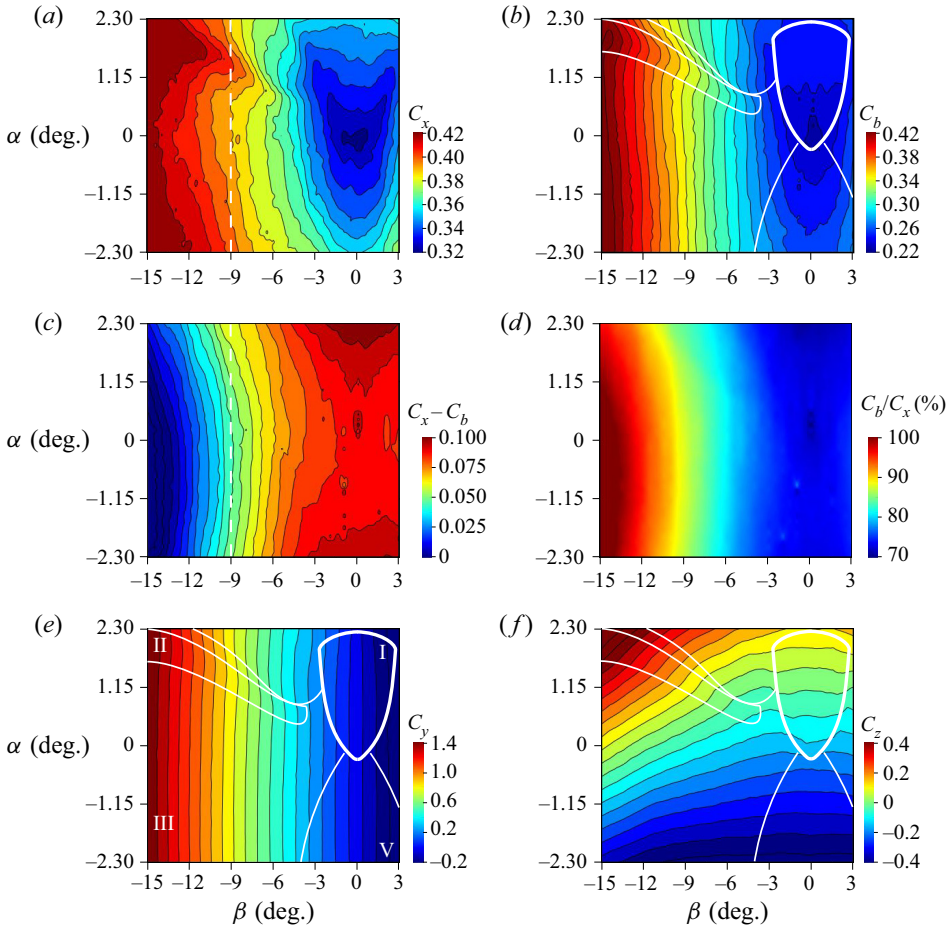 (a)
(b)
2.30
1.15
0
−1.15
−2.30
α (deg.)
−15 −12 −9 −6 −3 0 3
C_x
0.42
0.40
0.38
0.36
0.34
0.32
2.30
1.15
0
−1.15
−2.30
−15 −12 −9 −6 −3 0 3
C_b
0.42
0.38
0.34
0.30
0.26
0.22
(c)
(d)
2.30
1.15
0
−1.15
−2.30
α (deg.)
−15 −12 −9 −6 −3 0 3
C_x − C_b
0.100
0.075
0.050
0.025
0
2.30
1.15
0
−1.15
−2.30
−15 −12 −9 −6 −3 0 3
C_b/C_x (%)
100
90
80
70
(e)
(f)
2.30
1.15
0
−1.15
−2.30
α (deg.)
II
I
III
V
−15 −12 −9 −6 −3 0 3
β (deg.)
C_y
1.4
1.0
0.6
0.2
−0.2
2.30
1.15
0
−1.15
−2.30
−15 −12 −9 −6 −3 0 3
β (deg.)
C_z
0.4
0.2
0
−0.2
−0.4